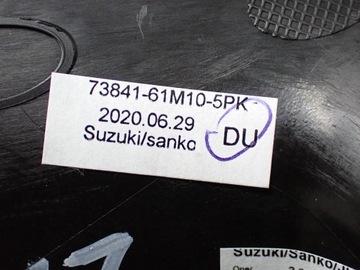 73841-61M10-5PK
2020.06.29
Suzuki/sanko DU
Suzuki/Sanko/